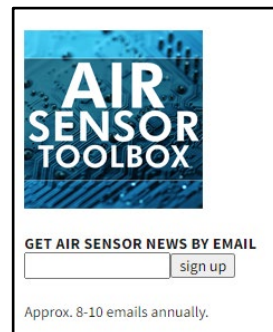 AIR
SENSOR
TOOLBOX
GET AIR SENSOR NEWS BY EMAIL
sign up
Approx. 8-10 emails annually.